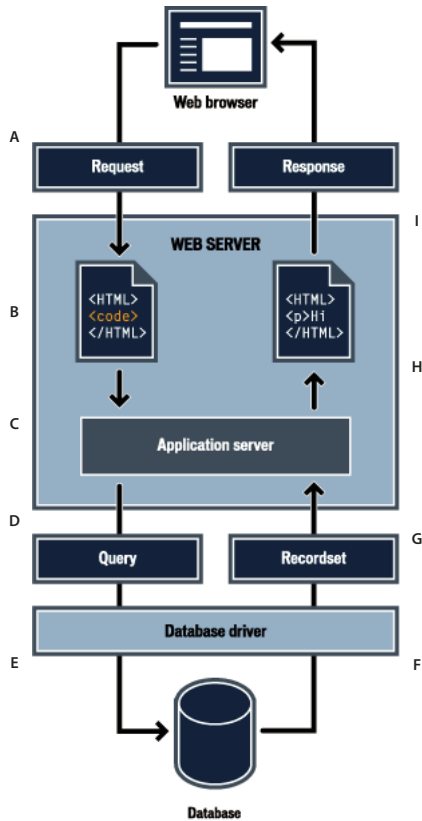 Web browser
A
Request
Response
I
WEB SERVER
B
<HTML>
<code>
</HTML>
<HTML>
<p>Hi
</HTML>
H
C
Application server
D
Query
Recordset
G
Database driver
E
F
Database